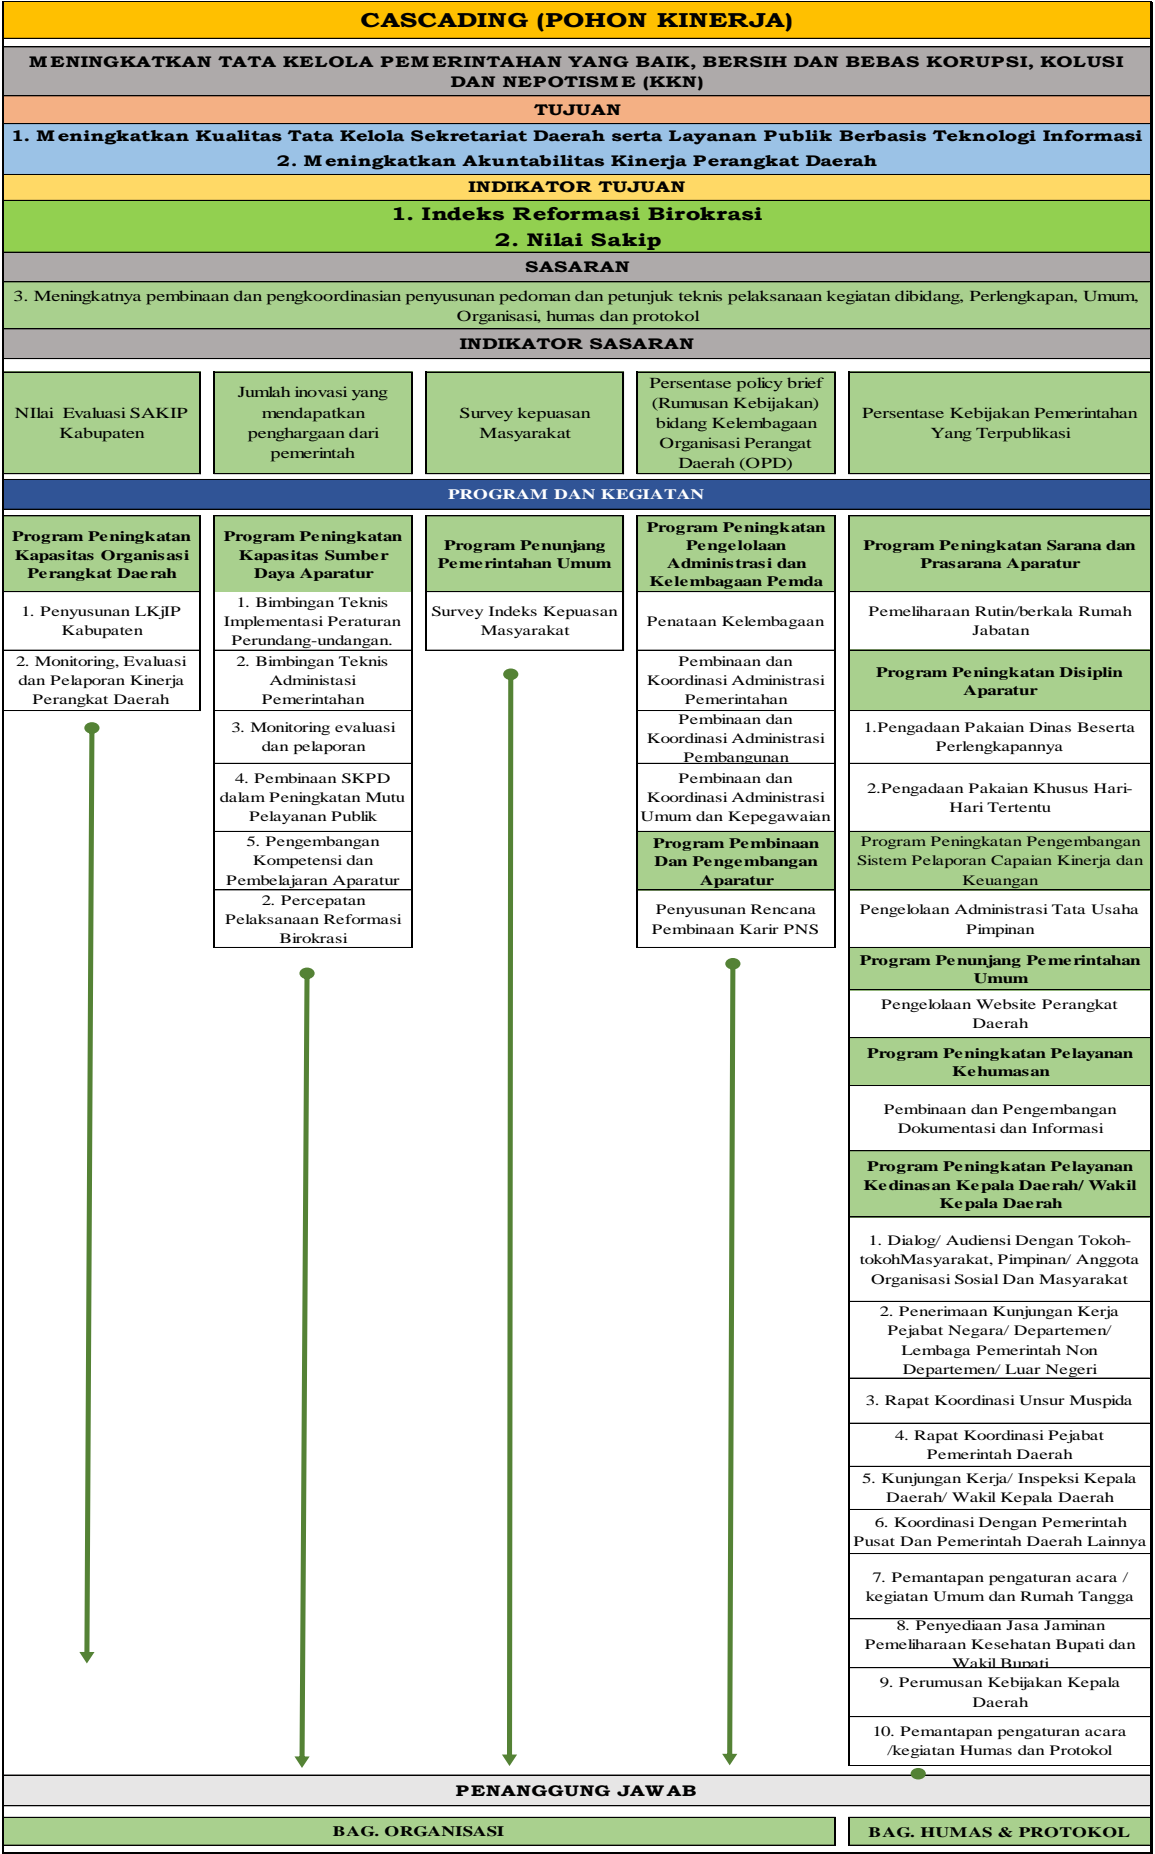 CASCADING (POHON KINERJA)
MENINGKATKAN TATA KELOLA PEMERINTAHAN YANG BAIK, BERSIH DAN BEBAS KORUPSI, KOLUSI
DAN NEPOTISME (KKN)
TUJUAN
1. Meningkatkan Kualitas Tata Kelola Sekretariat Daerah serta Layanan Publik Berbasis Teknologi Informasi
2. Meningkatkan Akuntabilitas Kinerja Perangkat Daerah
INDIKATOR TUJUAN
1. Indeks Reformasi Birokrasi
2. Nilai Sakip
SASARAN
3. Meningkatnya pembinaan dan pengkoordinasian penyusunan pedoman dan petunjuk teknis pelaksanaan kegiatan dibidang, Perlengkapan, Umum,
Organisasi, humas dan protokol
INDIKATOR SASARAN
NIlai Evaluasi SAKIP
Kabupaten
Jumlah inovasi yang
mendapatkan
penghargaan dari
pemerintah
Survey kepuasan
Masyarakat
Persentase policy brief
(Rumusan Kebijakan)
bidang Kelembagaan
Organisasi Perangat
Daerah (OPD)
Persentase Kebijakan Pemerintahan
Yang Terpublikasi
PROGRAM DAN KEGIATAN
Program Peningkatan
Kapasitas Organisasi
Perangkat Daerah
1. Penyusunan LKjIP
Kabupaten
2. Monitoring, Evaluasi
dan Pelaporan Kinerja
Perangkat Daerah
Program Peningkatan
Kapasitas Sumber
Daya Aparatur
1. Bimbingan Teknis
Implementasi Peraturan
Perundang-undangan.
2. Bimbingan Teknis
Administasi
Pemerintahan
3. Monitoring evaluasi
dan pelaporan
4. Pembinaan SKPD
dalam Peningkatan Mutu
Pelayanan Publik
5. Pengembangan
Kompetensi dan
Pembelajaran Aparatur
2. Percepatan
Pelaksanaan Reformasi
Birokrasi
Program Penunjang
Pemerintahan Umum
Survey Indeks Kepuasan
Masyarakat
Program Peningkatan
Pengelolaan
Administrasi dan
Kelembagaan Pemda
Penataan Kelembagaan
Pembinaan dan
Koordinasi Administrasi
Pemerintahan
Pembinaan dan
Koordinasi Administrasi
Pembangunan
Pembinaan dan
Koordinasi Administrasi
Umum dan Kepegawaian
Program Pembinaan
Dan Pengembangan
Aparatur
Penyusunan Rencana
Pembinaan Karir PNS
Program Peningkatan Sarana dan
Prasarana Aparatur
Pemeliharaan Rutin/berkala Rumah
Jabatan
Program Peningkatan Disiplin
Aparatur
1.Pengadaan Pakaian Dinas Beserta
Perlengkapannya
2.Pengadaan Pakaian Khusus Hari-
Hari Tertentu
Program Peningkatan Pengembangan
Sistem Pelaporan Capaian Kinerja dan
Keuangan
Pengelolaan Administrasi Tata Usaha
Pimpinan
Program Penunjang Pemerintahan
Umum
Pengelolaan Website Perangkat
Daerah
Program Peningkatan Pelayanan
Kehumasan
Pembinaan dan Pengembangan
Dokumentasi dan Informasi
Program Peningkatan Pelayanan
Kedinasan Kepala Daerah/ Wakil
Kepala Daerah
1. Dialog/ Audiensi Dengan Tokoh-
tokohMasyarakat, Pimpinan/ Anggota
Organisasi Sosial Dan Masyarakat
2. Penerimaan Kunjungan Kerja
Pejabat Negara/ Departemen/
Lembaga Pemerintah Non
Departemen/ Luar Negeri
3. Rapat Koordinasi Unsur Muspida
4. Rapat Koordinasi Pejabat
Pemerintah Daerah
5. Kunjungan Kerja/ Inspeksi Kepala
Daerah/ Wakil Kepala Daerah
6. Koordinasi Dengan Pemerintah
Pusat Dan Pemerintah Daerah Lainnya
7. Pemantapan pengaturan acara /
kegiatan Umum dan Rumah Tangga
8. Penyediaan Jasa Jaminan
Pemeliharaan Kesehatan Bupati dan
Wakil Bupati
9. Perumusan Kebijakan Kepala
Daerah
10. Pemantapan pengaturan acara
/kegiatan Humas dan Protokol
PENANGGUNG JAWAB
BAG. ORGANISASI
BAG. HUMAS & PROTOKOL